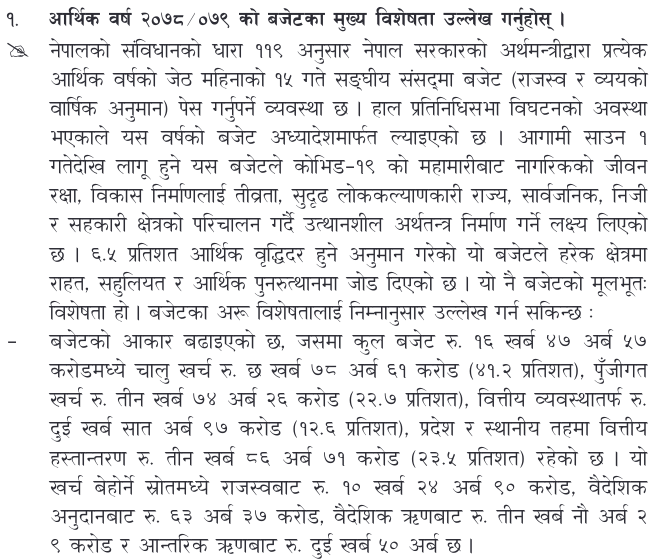 १. आर्थिक वर्ष २०७८/०७९ को बजेटका मुख्य विशेषता उल्लेख गर्नुहोस् ।
नेपालको संविधानको धारा ११९ अनुसार नेपाल सरकारको अर्थमन्त्रीद्वारा प्रत्येक
आर्थिक वर्षको जेठ महिनाको १५ गते सङ्घीय संसद्मा बजेट (राजस्व र व्ययको
वार्षिक अनुमान) पेस गर्नुपर्ने व्यवस्था छ । हाल प्रतिनिधिसभा विघटनको अवस्था
भएकाले यस वर्षको बजेट अध्यादेशमार्फत ल्याइएको छ । आगामी साउन १
गतेदेखि लागू हुने यस बजेटले कोभिड-१९ को महामारीबाट नागरिकको जीवन
रक्षा, विकास निर्माणलाई तीव्रता, सुदृढ लोककल्याणकारी राज्य, सार्वजनिक, निजी
र सहकारी क्षेत्रको परिचालन गर्दै उत्थानशील अर्थतन्त्र निर्माण गर्ने लक्ष्य लिएको
छ । ६.५ प्रतिशत आर्थिक वृद्धिदर हुने अनुमान गरेको यो बजेटले हरेक क्षेत्रमा
राहत, सहुलियत र आर्थिक पुनरुत्थानमा जोड दिएको छ । यो नै बजेटको मूलभूतः
विशेषता हो । बजेटका अरू विशेषतालाई निम्नानुसार उल्लेख गर्न सकिन्छ :
- बजेटको आकार बढाइएको छ, जसमा कुल बजेट रु. १६ खर्ब ४७ अर्ब ५७
करोडमध्ये चालु खर्च रु. छ खर्ब ७८ अर्ब ६१ करोड (४१.२ प्रतिशत), पुँजीगत
खर्च रु. तीन खर्ब ७४ अर्ब २६ करोड (२२.७ प्रतिशत), वित्तीय व्यवस्थातर्फ रु.
दुई खर्ब सात अर्ब ९७ करोड (१२.६ प्रतिशत), प्रदेश र स्थानीय तहमा वित्तीय
हस्तान्तरण रु. तीन खर्ब ८६ अर्ब ७१ करोड (२३.५ प्रतिशत) रहेको छ । यो
खर्च बेहोर्ने स्रोतमध्ये राजस्वबाट रु. १० खर्ब २४ अर्ब ९० करोड, वैदेशिक
अनुदानबाट रु. ६३ अर्ब ३७ करोड, वैदेशिक ऋणबाट रु. तीन खर्ब नौ अर्ब २
९ करोड र आन्तरिक ऋणबाट रु. दुई खर्ब ५० अर्ब छ ।